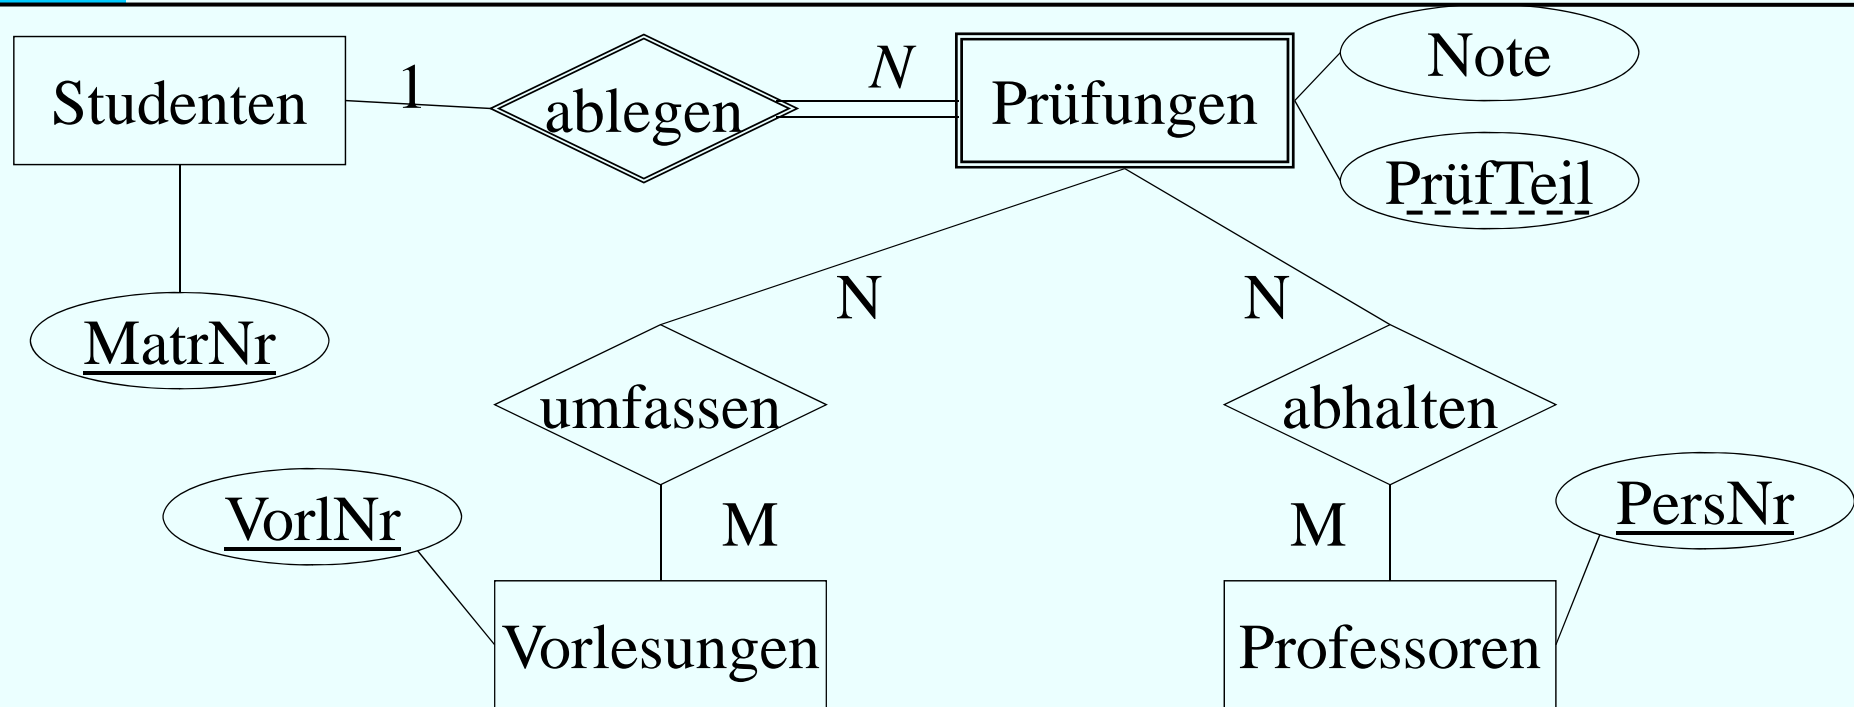 Studenten
1
ablegen
N
Prüfungen
Note
PrüfTeil
MatrNr
N
N
umfassen
abhalten
VorlNr
M
M
PersNr
Vorlesungen
Professoren